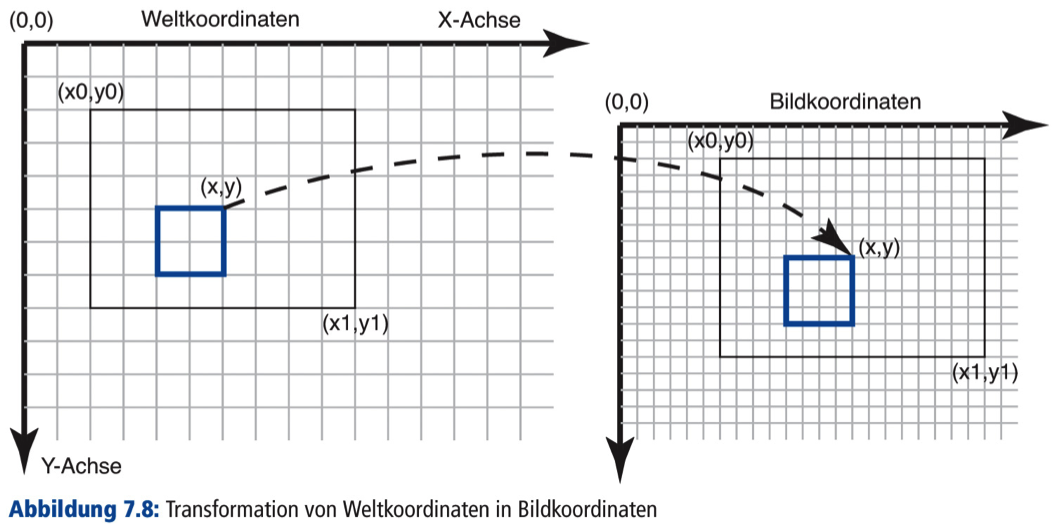 (0,0) Weltkoordinaten X-Achse
(x0,y0)
(x,y)
(x1,y1)
Y-Achse
(0,0) Bildkoordinaten
(x0,y0)
(x,y)
(x1,y1)
Abbildung 7.8: Transformation von Weltkoordinaten in Bildkoordinaten